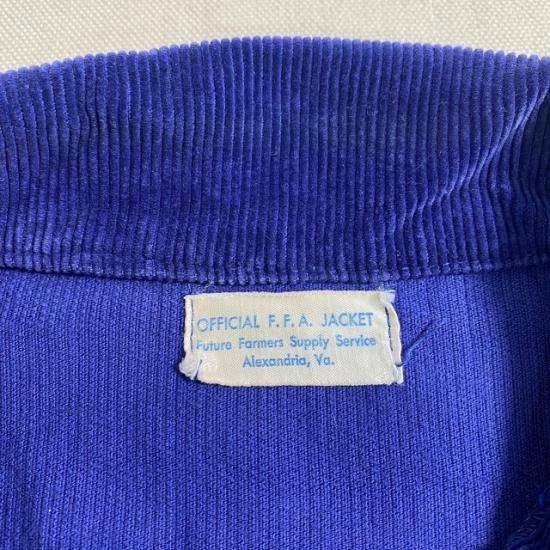 OFFICIAL F. F. A. JACKET
Future Farmers Supply Service
Alexandria, Va.